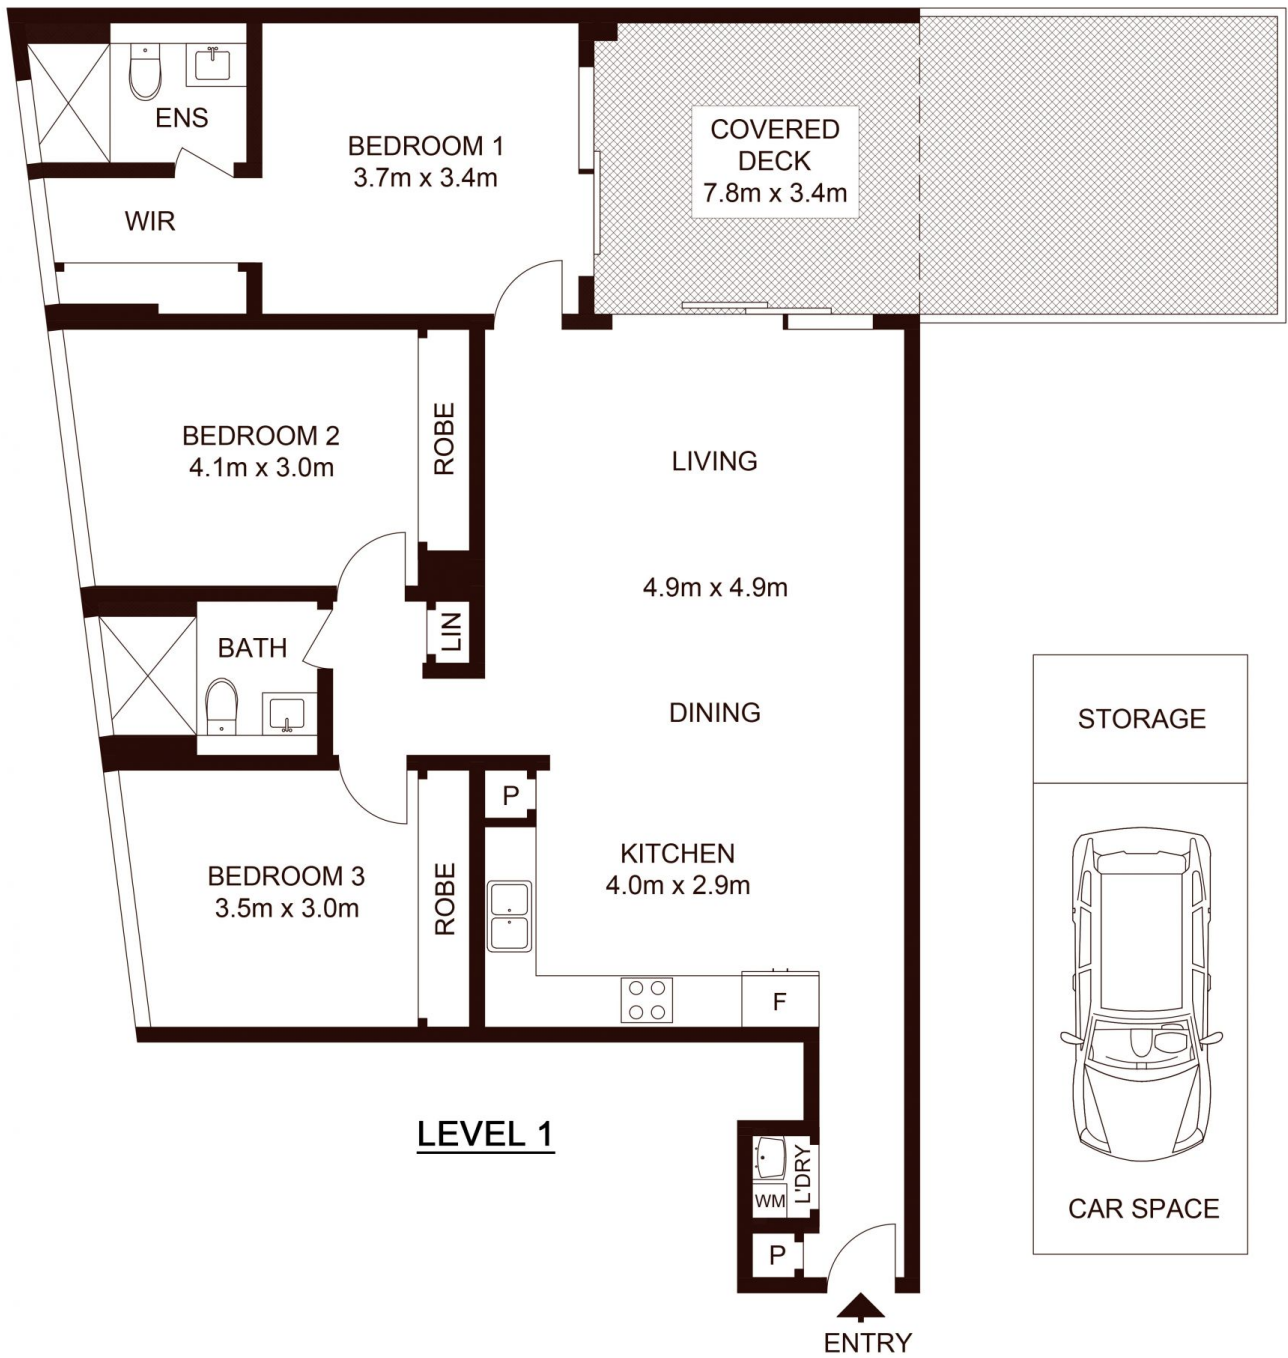 ENS
BEDROOM 1
3.7m x 3.4m
COVERED
DECK
7.8m x 3.4m
WIR
BEDROOM 2
4.1m x 3.0m
ROBE
LIVING
4.9m x 4.9m
BATH
LIN
DINING
STORAGE
P
KITCHEN
4.0m x 2.9m
BEDROOM 3
3.5m x 3.0m
ROBE
F
LEVEL 1
L'DRY
WM
CAR SPACE
P
ENTRY